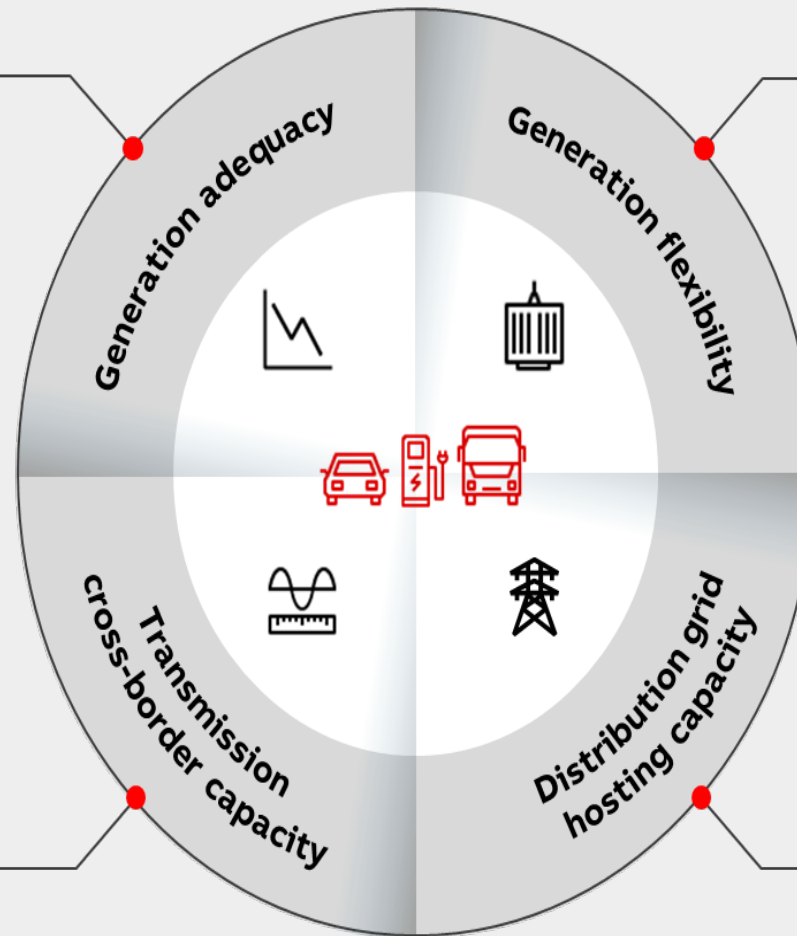 Generation adequacy
Generation flexibility
Transmission
cross-border capacity
Distribution grid
hosting capacity